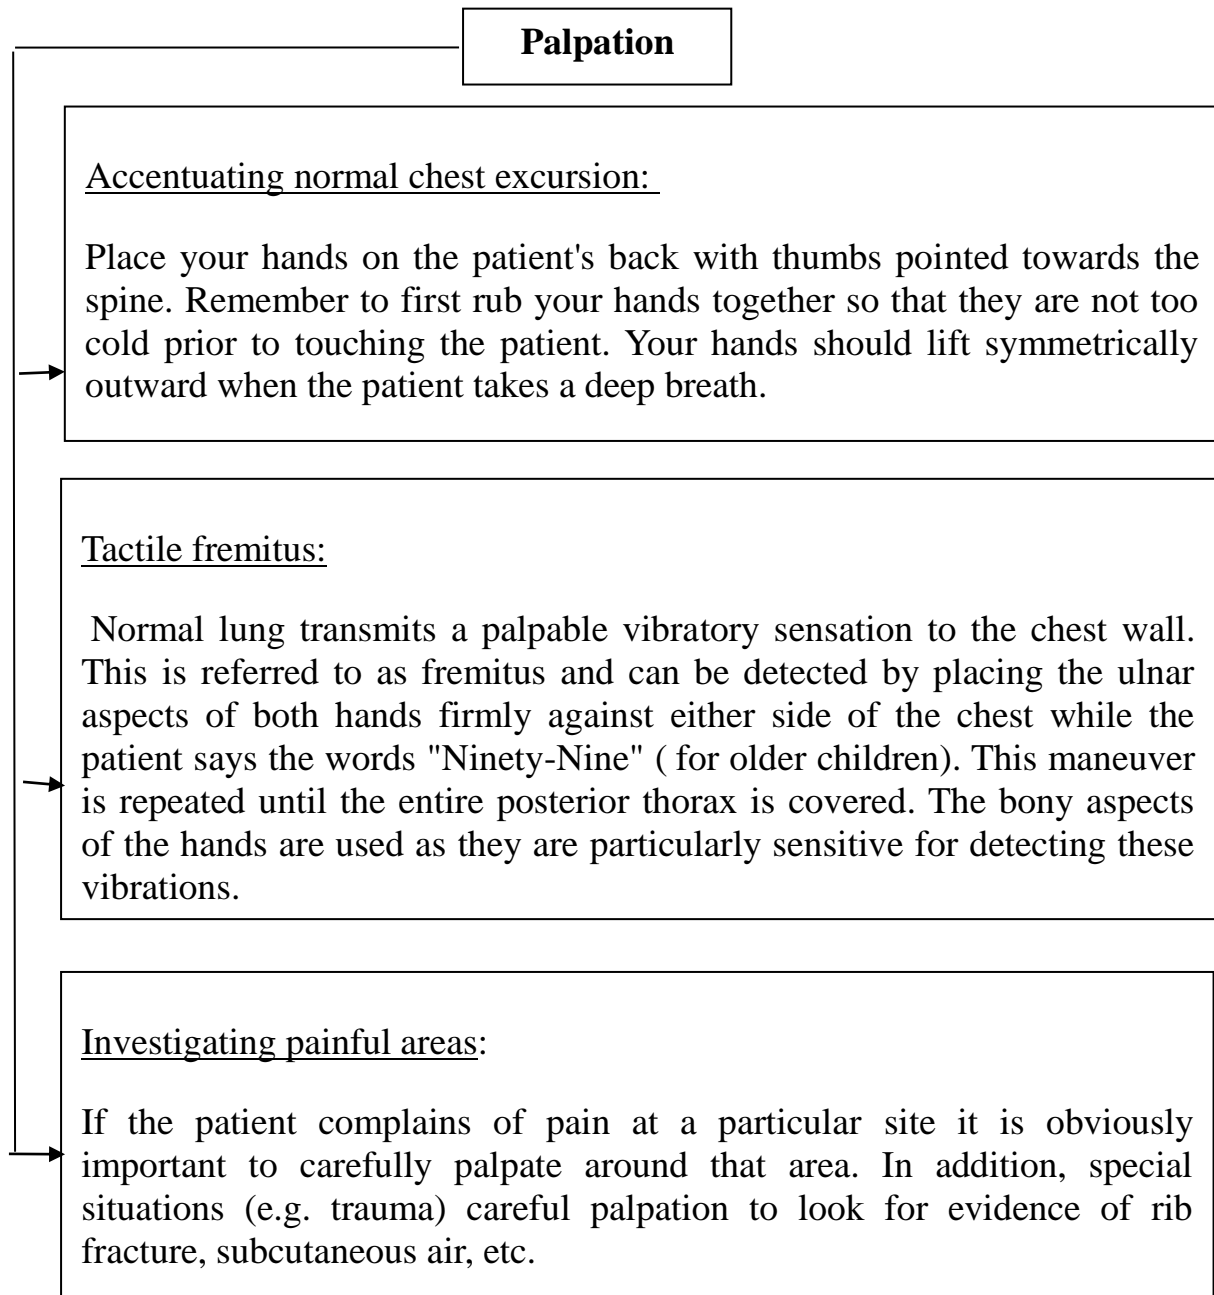 Palpation
Accentuating normal chest excursion:
Place your hands on the patient's back with thumbs pointed towards the
spine. Remember to first rub your hands together so that they are not too
cold prior to touching the patient. Your hands should lift symmetrically
outward when the patient takes a deep breath.
Tactile fremitus:
Normal lung transmits a palpable vibratory sensation to the chest wall.
This is referred to as fremitus and can be detected by placing the ulnar
aspects of both hands firmly against either side of the chest while the
patient says the words "Ninety-Nine" ( for older children). This maneuver
is repeated until the entire posterior thorax is covered. The bony aspects
of the hands are used as they are particularly sensitive for detecting these
vibrations.
Investigating painful areas:
If the patient complains of pain at a particular site it is obviously
important to carefully palpate around that area. In addition, special
situations (e.g. trauma) careful palpation to look for evidence of rib
fracture, subcutaneous air, etc.